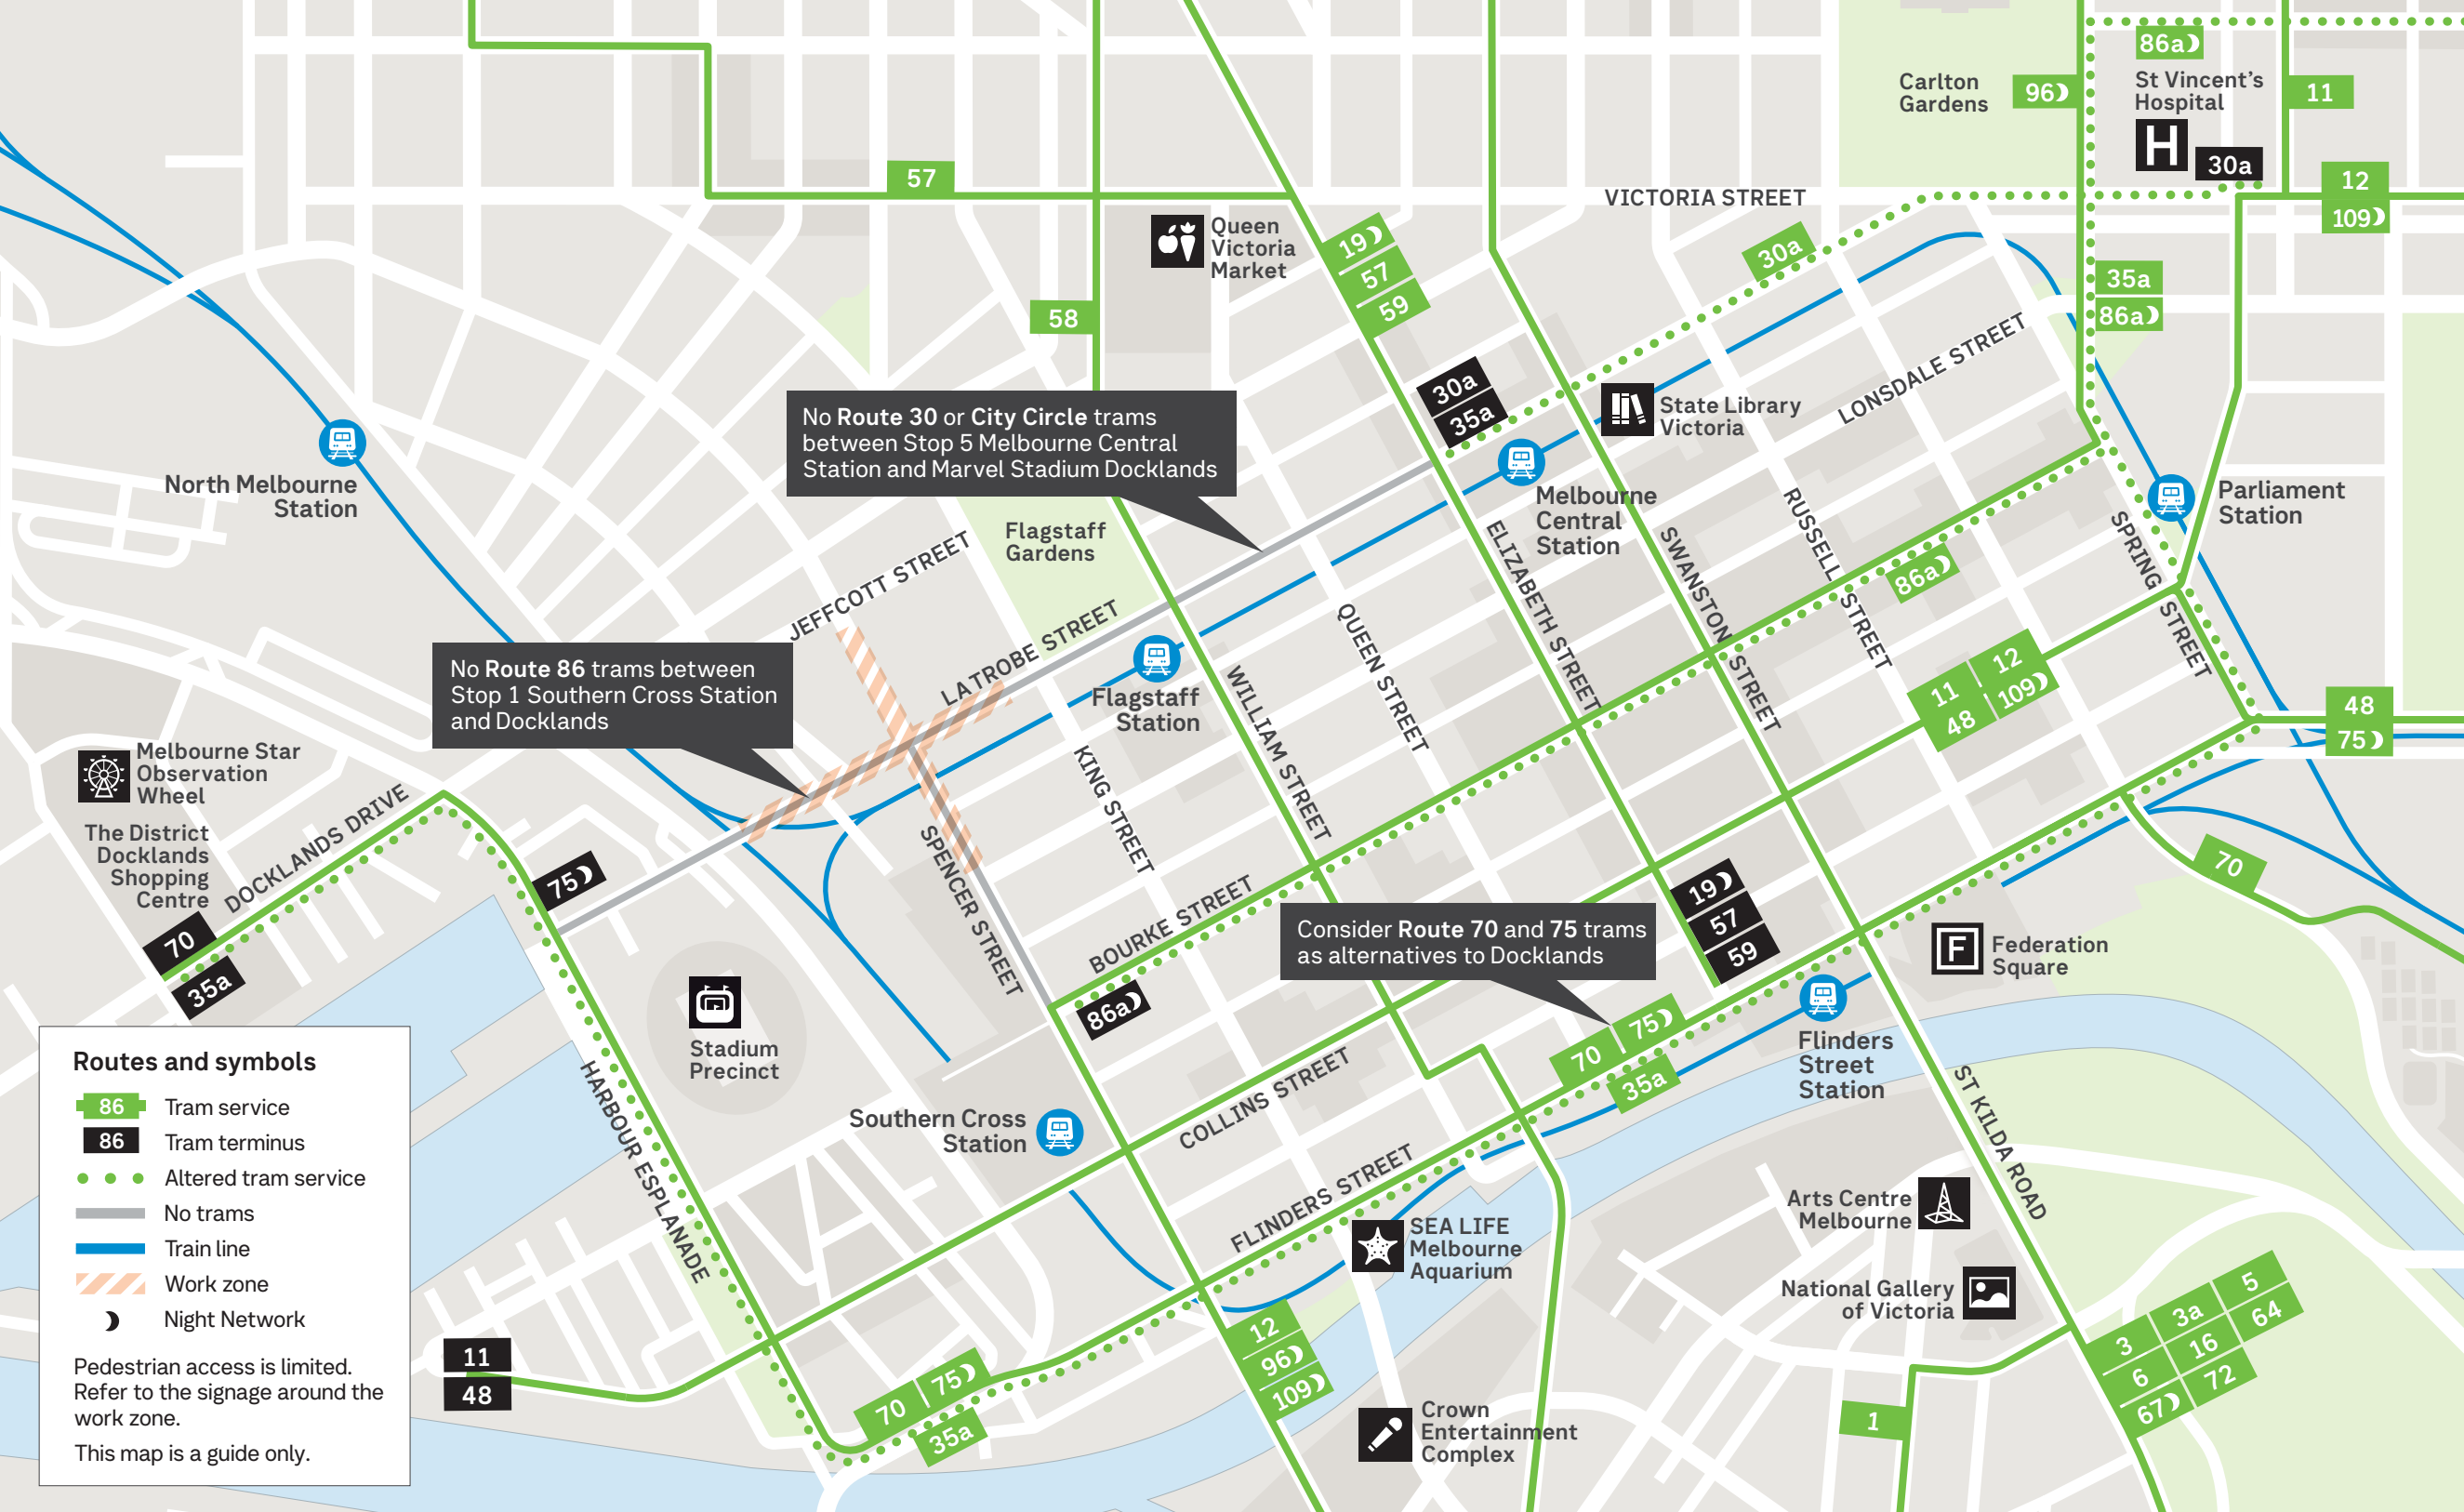 86a
Carlton
Gardens
96
St Vincent's
Hospital
11
H
30a
57
12
109
VICTORIA STREET
Queen
Victoria
Market
19
57
59
30a
35a
86a
58
LONSDALE STREET
30a
35a
State Library
Victoria
No Route 30 or City Circle trams
between Stop 5 Melbourne Central
Station and Marvel Stadium Docklands
North Melbourne
Station
Melbourne
Central
Station
Parliament
Station
Flagstaff
Gardens
JEFFCOTT STREET
LATROBE STREET
ELIZABETH STREET
SWANSTON STREET
RUSSELL STREET
SPRING STREET
86a
QUEEN STREET
WILLIAM STREET
KING STREET
SPENCER STREET
No Route 86 trams between
Stop 1 Southern Cross Station
and Docklands
Flagstaff
Station
11
12
48
109
48
75
Melbourne Star
Observation
Wheel
The District
Docklands
Shopping
Centre
DOCKLANDS DRIVE
75
70
35a
70
19
57
59
BOURKE STREET
86a
Consider Route 70 and 75 trams
as alternatives to Docklands
F
Federation
Square
Stadium
Precinct
70
75
35a
Flinders
Street
Station
HARBOUR ESPLANADE
Southern Cross
Station
COLLINS STREET
FLINDERS STREET
ST KILDA ROAD
Arts Centre
Melbourne
SEA LIFE
Melbourne
Aquarium
National Gallery
of Victoria
Routes and symbols
86
Tram service
86
Tram terminus
Altered tram service
No trams
Train line
Work zone
Night Network
Pedestrian access is limited.
Refer to the signage around the
work zone.
This map is a guide only.
11
48
70
75
35a
12
96
109
Crown
Entertainment
Complex
1
3
3a
5
6
16
64
67
72